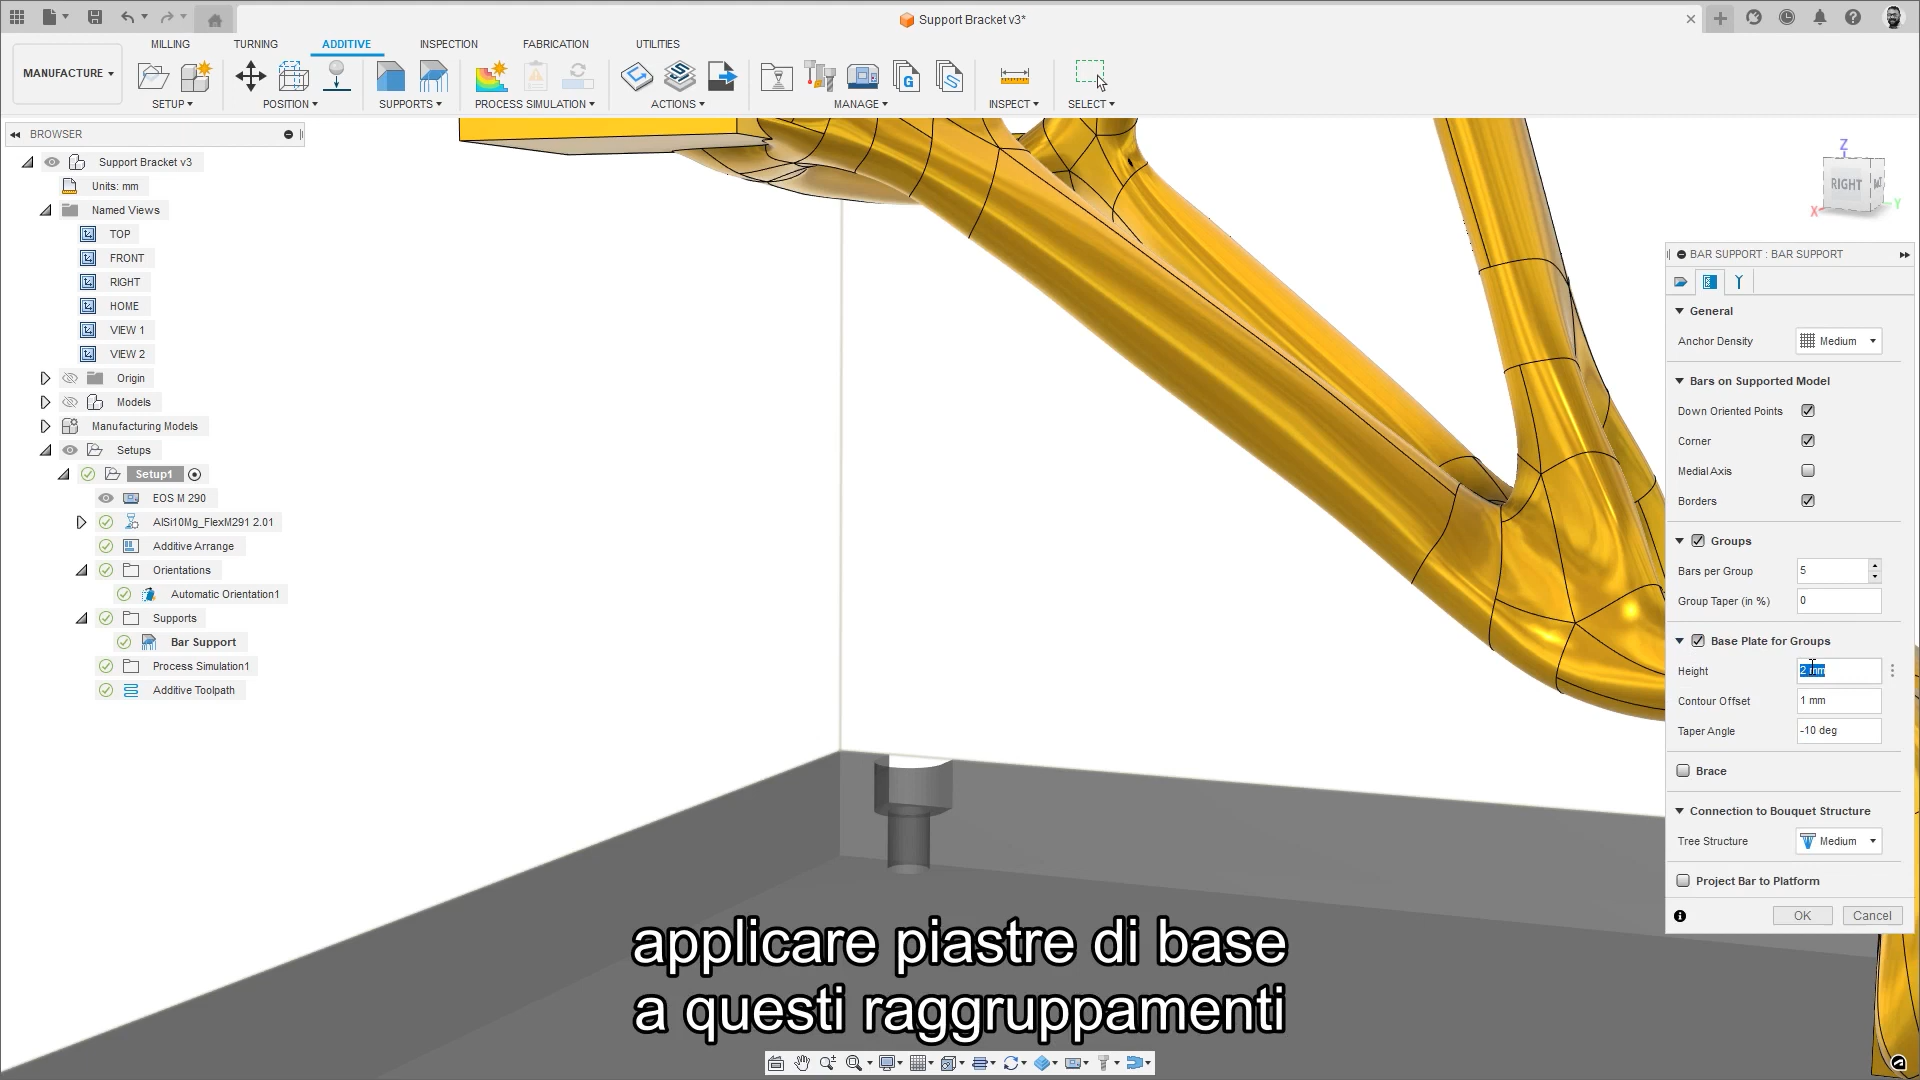 Support Bracket v3*
MANUFACTURE
MILLING
TURNING
ADDITIVE
INSPECTION
FABRICATION
UTILITIES
SETUP
POSITION
SUPPORTS
PROCESS SIMULATION
ACTIONS
MANAGE
INSPECT
SELECT
BROWSER
Support Bracket v3
Units: mm
Named Views
TOP
FRONT
RIGHT
HOME
VIEW 1
VIEW 2
Origin
Models
Manufacturing Models
Setups
Setup1
EOS M 290
AlSi10Mg_FlexM291 2.01
Additive Arrange
Orientations
Automatic Orientation1
Supports
Bar Support
Process Simulation1
Additive Toolpath
Z
RIGHT
X
Y
BAR SUPPORT : BAR SUPPORT
General
Anchor Density Medium
Bars on Supported Model
Down Oriented Points
Corner
Medial Axis
Borders
Groups
Bars per Group 5
Group Taper (in %) 0
Base Plate for Groups
Height 2 mm
Contour Offset 1 mm
Taper Angle -10 deg
Brace
Connection to Bouquet Structure
Tree Structure Medium
Project Bar to Platform
OK Cancel
applicare piastre di base
a questi raggruppamenti